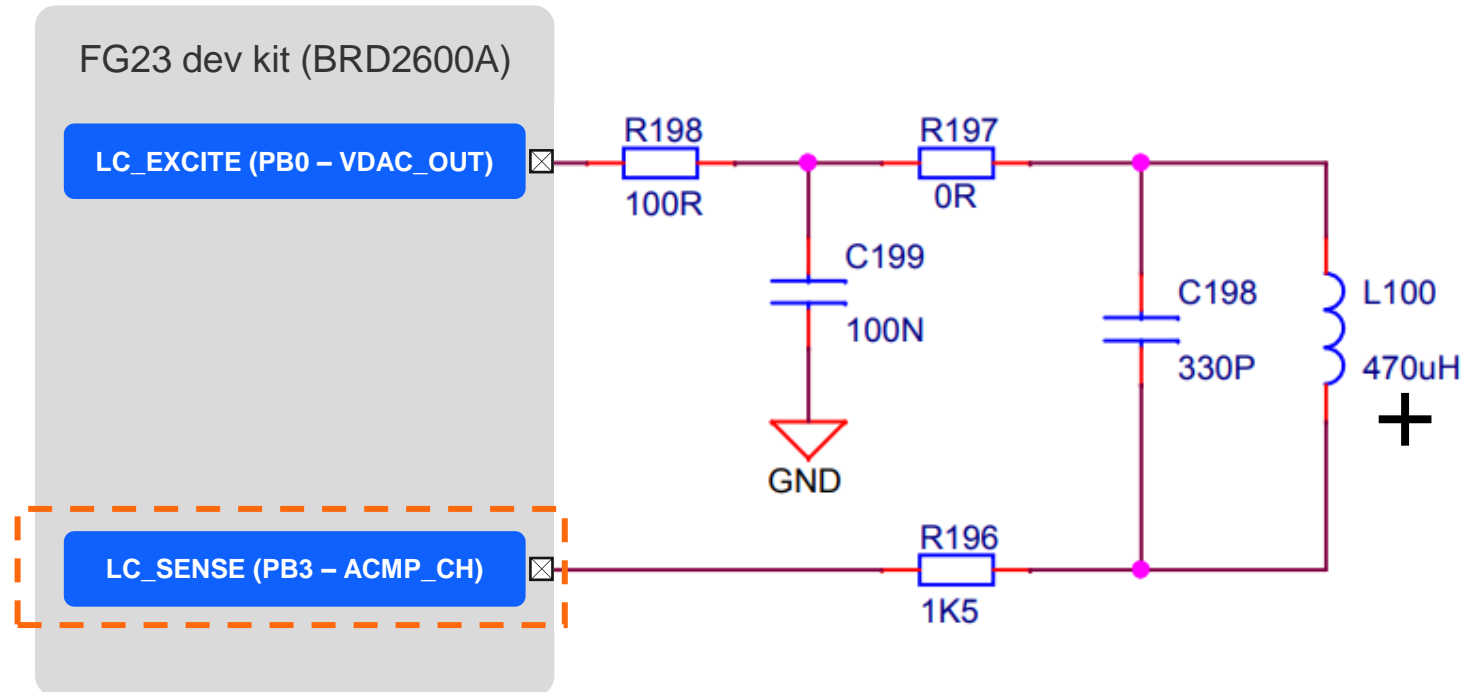 FG23 dev kit (BRD2600A)
LC_EXCITE (PB0 – VDAC_OUT)
R198
100R
R197
0R
C199
100N
C198
330P
L100
470uH
GND
LC_SENSE (PB3 – ACMP_CH)
R196
1K5